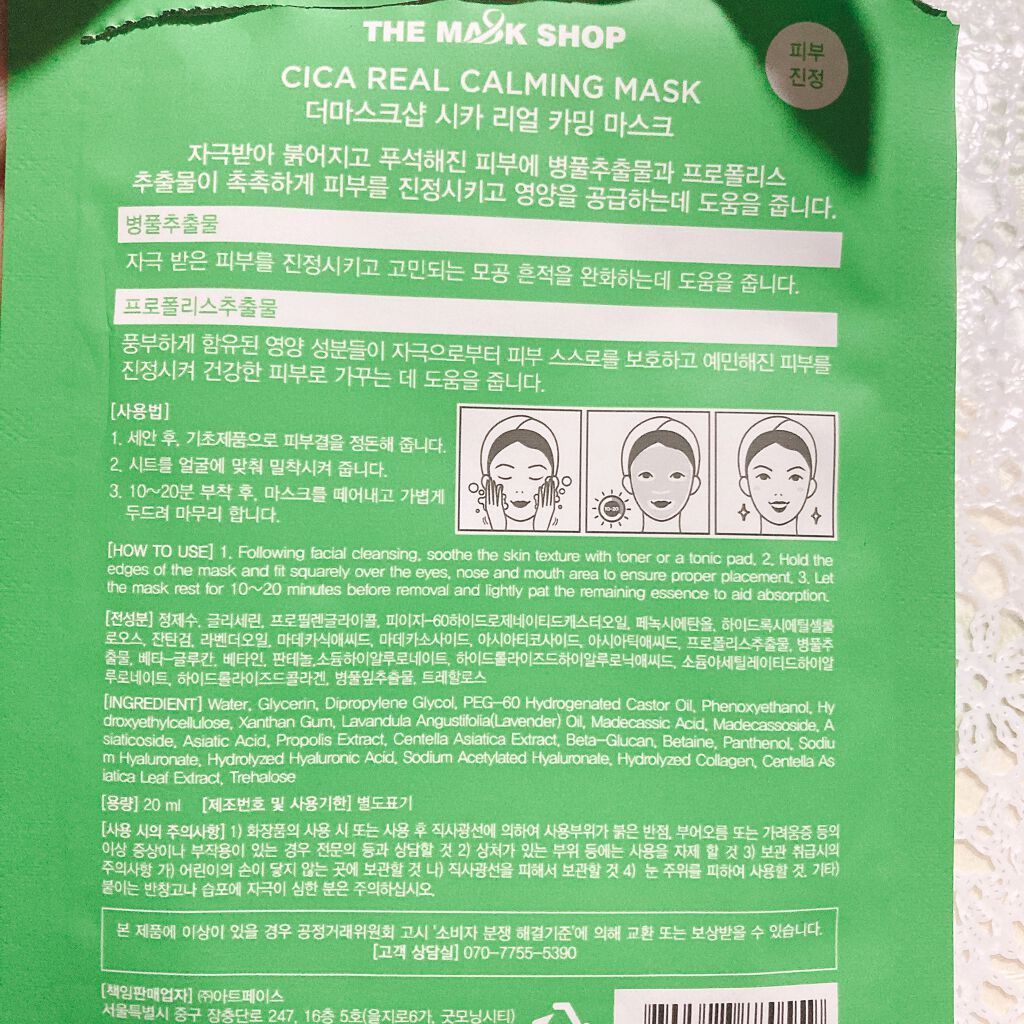 THE MASK SHOP
피부
진정
CICA REAL CALMING MASK
더마스크샵 시카 리얼 카밍 마스크
자극받아 붉어지고 푸석해진 피부에 병풀추출물과 프로폴리스
추출물이 촉촉하게 피부를 진정시키고 영양을 공급하는데 도움을 줍니다.
병풀추출물
자극 받은 피부를 진정시키고 고민되는 모공 흔적을 완화하는데 도움을 줍니다.
프로폴리스추출물
풍부하게 함유된 영양 성분들이 자극으로부터 피부 스스로를 보호하고 예민해진 피부를
진정시켜 건강한 피부로 가꾸는 데 도움을 줍니다.
[사용법]
1. 세안 후, 기초제품으로 피부결을 정돈해 줍니다.
2. 시트를 얼굴에 맞춰 밀착시켜 줍니다.
3. 10~20분 부착 후, 마스크를 떼어내고 가볍게
두드려 마무리 합니다.
10-20
[HOW TO USE] 1. Following facial cleansing, soothe the skin texture with toner or a tonic pad. 2. Hold the
edges of the mask and fit squarely over the eyes, nose and mouth area to ensure proper placement. 3. Let
the mask rest for 10~20 minutes before removal and lightly pat the remaining essence to aid absorption.
[전성분] 정제수, 글리세린, 프로필렌글라이콜, 피이지-60하이드로제네이티드캐스터오일, 페녹시에탄올, 하이드록시에틸셀룰
로오스, 잔탄검, 라벤더오일, 마데카식애씨드, 마데카소사이드, 아시아티코사이드, 아시아틱애씨드, 프로폴리스추출물, 병풀추
출물, 베타-글루칸, 베타인, 판테놀,소듐하이알루로네이트, 하이드롤라이즈드하이알루로닉애씨드, 소듐아세틸레이티드하이알
루로네이트, 하이드롤라이즈드콜라겐, 병풀잎추출물, 트레할로스
[INGREDIENT] Water, Glycerin, Dipropylene Glycol, PEG-60 Hydrogenated Castor Oil, Phenoxyethanol, Hy
droxyethylcellulose, Xanthan Gum, Lavandula Angustifolia(Lavender) Oil, Madecassic Acid, Madecassoside, A
siaticoside, Asiatic Acid, Propolis Extract, Centella Asiatica Extract, Beta-Glucan, Betaine, Panthenol, Sodiu
m Hyaluronate, Hydrolyzed Hyaluronic Acid, Sodium Acetylated Hyaluronate, Hydrolyzed Collagen, Centella As
iatica Leaf Extract, Trehalose
[용량] 20 ml [제조번호 및 사용기한] 별도표기
[사용 시의 주의사항] 1) 화장품의 사용 시 또는 사용 후 직사광선에 의하여 사용부위가 붉은 반점, 부어오름 또는 가려움증 등의
이상 증상이나 부작용이 있는 경우 전문의 등과 상담할 것 2) 상처가 있는 부위 등에는 사용을 자제 할 것 3) 보관 취급시의
주의사항 가) 어린이의 손이 닿지 않는 곳에 보관할 것 나) 직사광선을 피해서 보관할 것 4) 눈 주위를 피하여 사용할 것. 기타)
붙이는 반창고나 습포에 자극이 심한 분은 주의하십시오.
본 제품에 이상이 있을 경우 공정거래위원회 고시 '소비자 분쟁 해결기준'에 의해 교환 또는 보상받을 수 있습니다.
[고객 상담실] 070-7755-5390
[책임판매업자] ㈜아트페이스
서울특별시 중구 장충단로 247, 16층 5호(을지로6가, 굿모닝시티)